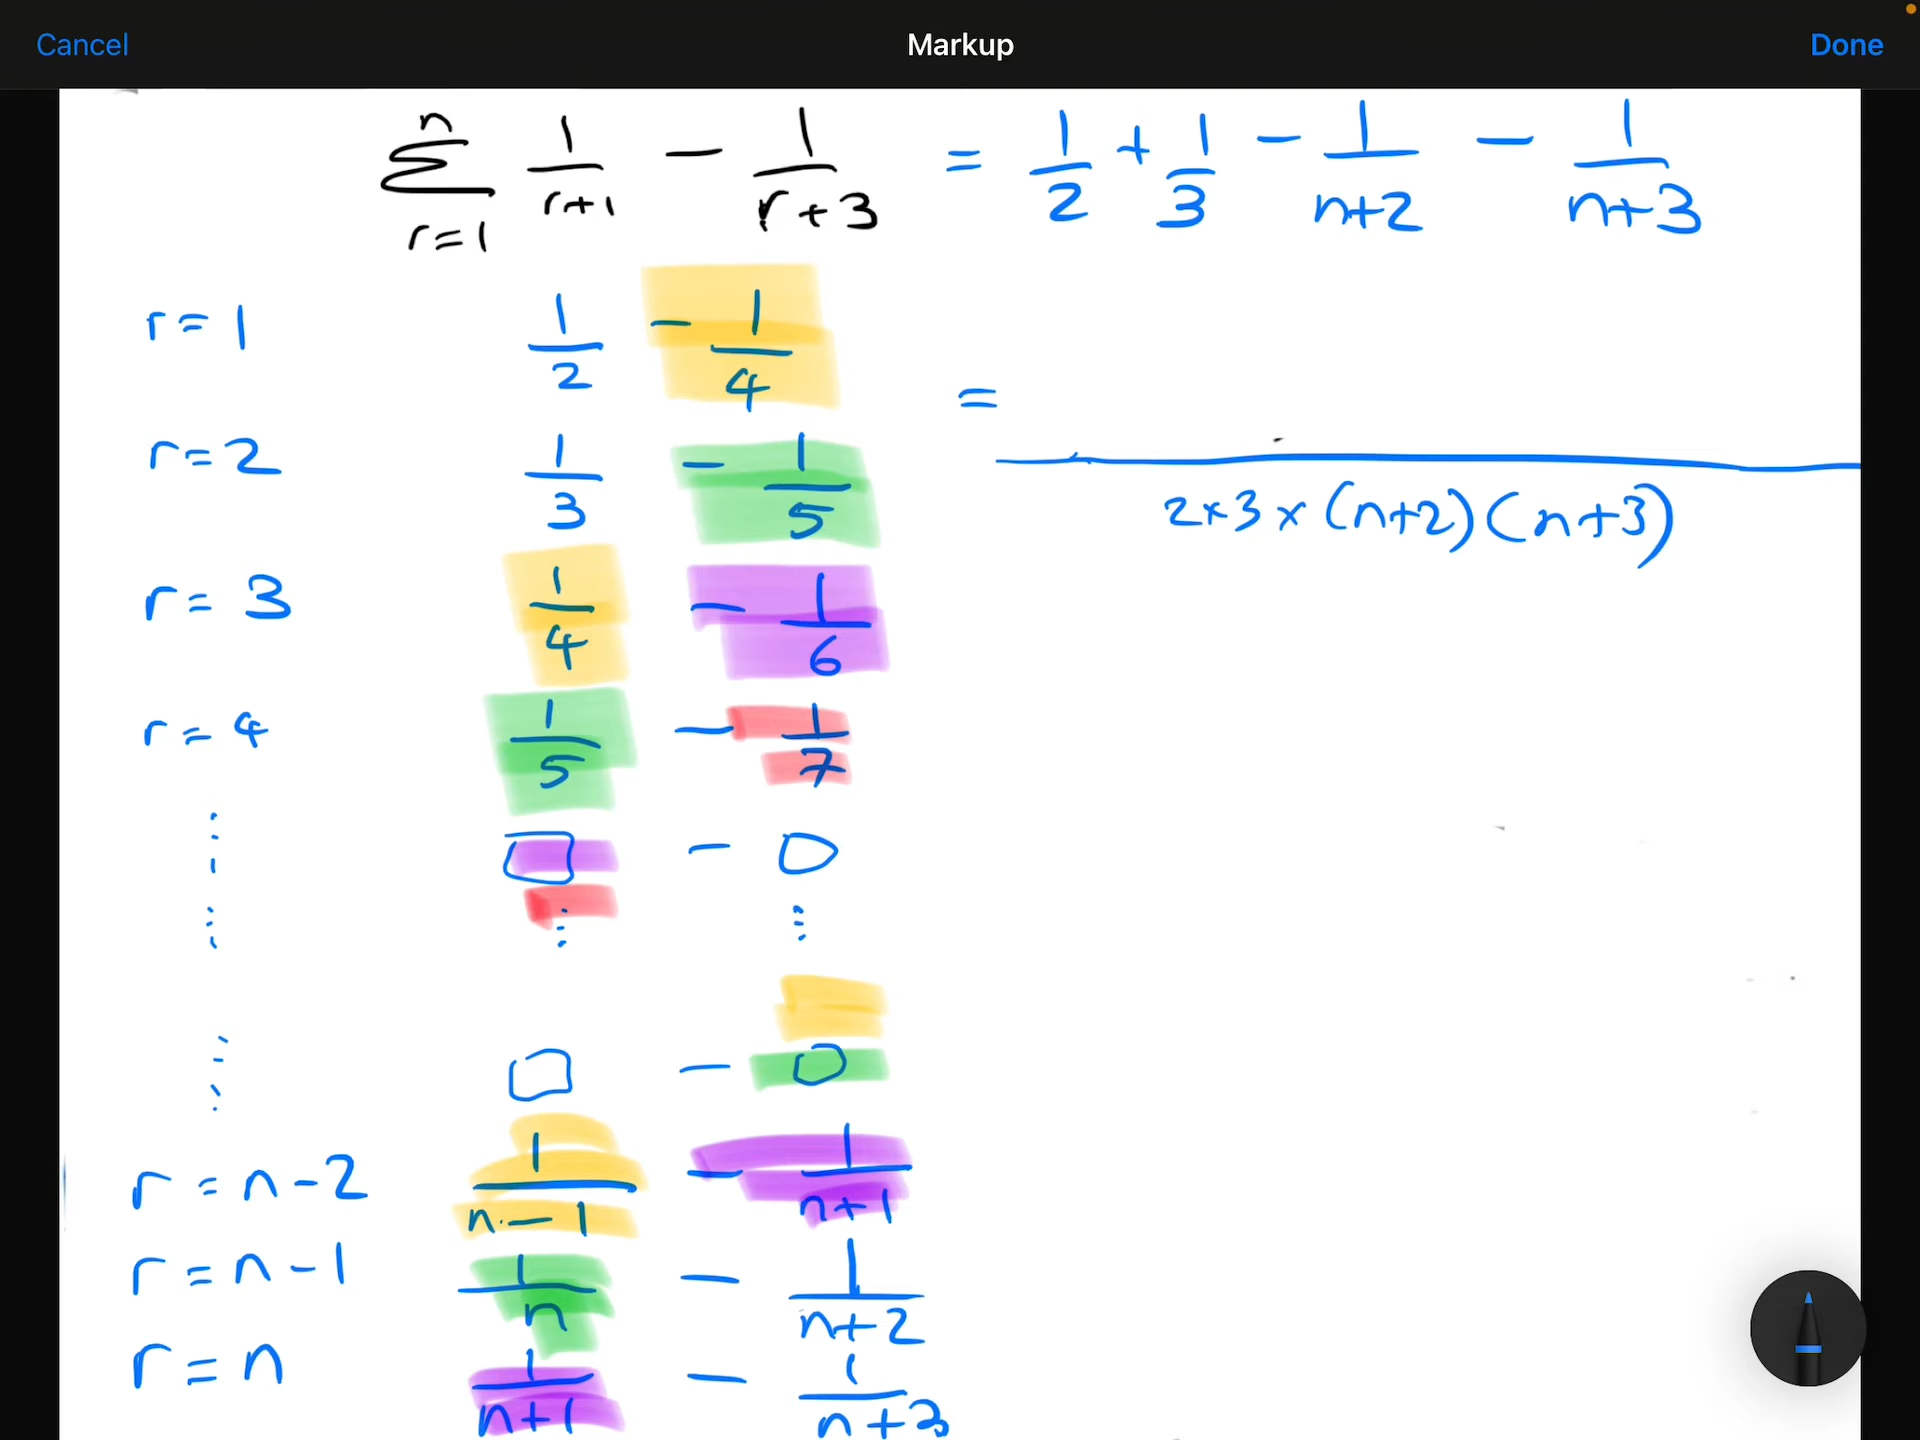 Cancel Markup Done
n
∑ 1/(r+1) − 1/(r+3) = 1/2 + 1/3 − 1/(n+2) − 1/(n+3)
r=1
r=1 1/2 − 1/4
=
r=2 1/3 − 1/5
2×3×(n+2)(n+3)
r=3 1/4 − 1/6
r=4 1/5 − 1/7
⋮ □ − O
⋮ ⋮ ⋮
⋮ □ − O
r=n−2 1/(n−1) − 1/(n+1)
r=n−1 1/n − 1/(n+2)
r=n 1/(n+1) − 1/(n+3)